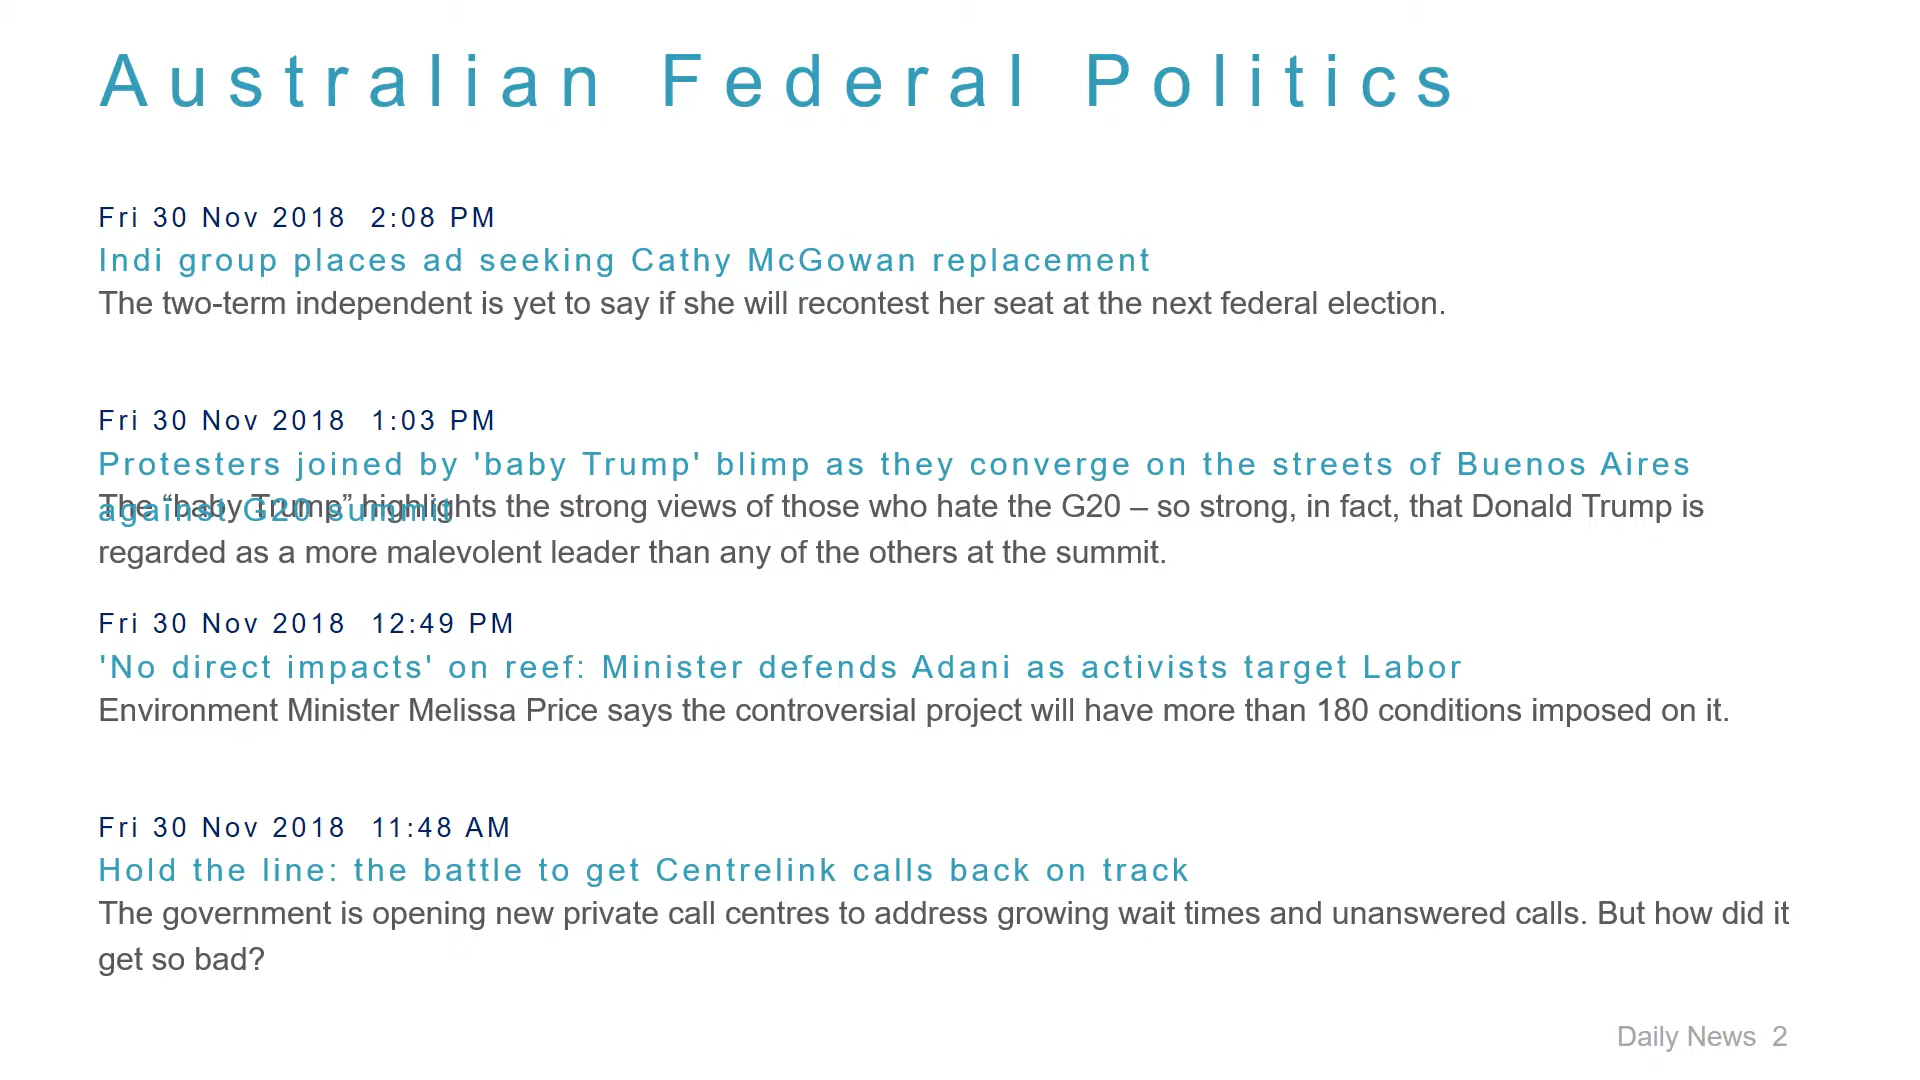 Australian Federal Politics
Fri 30 Nov 2018 2:08 PM
Indi group places ad seeking Cathy McGowan replacement
The two-term independent is yet to say if she will recontest her seat at the next federal election.
Fri 30 Nov 2018 1:03 PM
Protesters joined by 'baby Trump' blimp as they converge on the streets of Buenos Aires
against G20 summit
The “baby Trump” highlights the strong views of those who hate the G20 – so strong, in fact, that Donald Trump is
regarded as a more malevolent leader than any of the others at the summit.
Fri 30 Nov 2018 12:49 PM
'No direct impacts' on reef: Minister defends Adani as activists target Labor
Environment Minister Melissa Price says the controversial project will have more than 180 conditions imposed on it.
Fri 30 Nov 2018 11:48 AM
Hold the line: the battle to get Centrelink calls back on track
The government is opening new private call centres to address growing wait times and unanswered calls. But how did it
get so bad?
Daily News 2